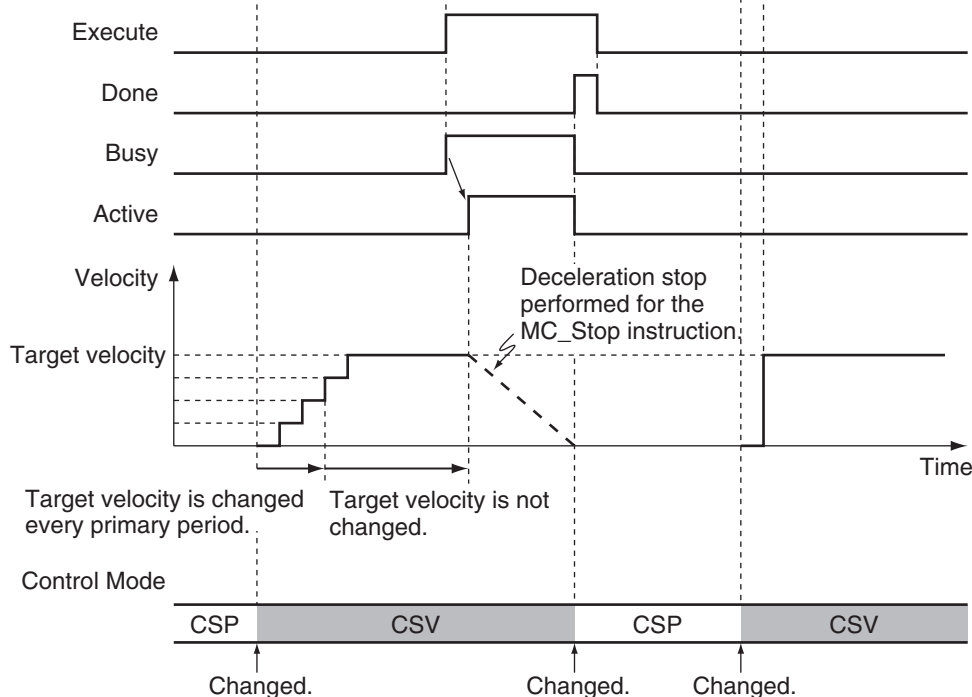 Execute
Done
Busy
Active
Velocity
Deceleration stop
performed for the
MC_Stop instruction.
Target velocity
Time
Target velocity is changed
every primary period.
Target velocity is not
changed.
Control Mode
CSP
CSV
CSP
CSV
Changed.
Changed.
Changed.